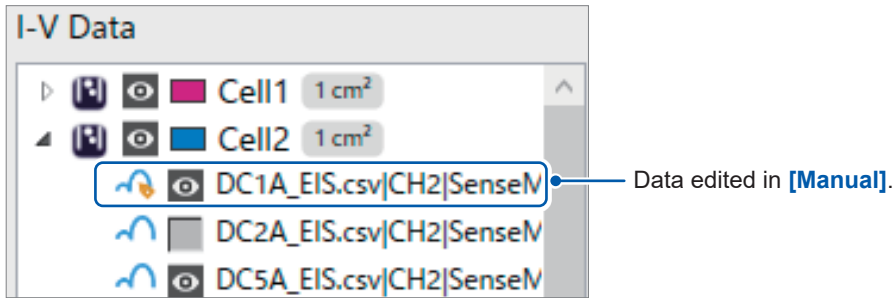 I-V Data
Cell1 1 cm²
Cell2 1 cm²
DC1A_EIS.csv|CH2|SenseM
Data edited in [Manual].
DC2A_EIS.csv|CH2|SenseM
DC5A_EIS.csv|CH2|SenseM